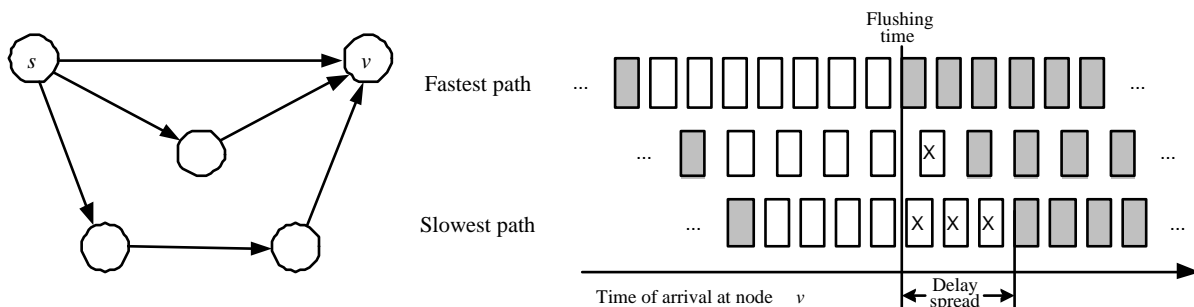 Flushing
time
s
v
Fastest path
...
...
...
X
...
Slowest path
...
X X X
...
Time of arrival at node v
Delay
spread